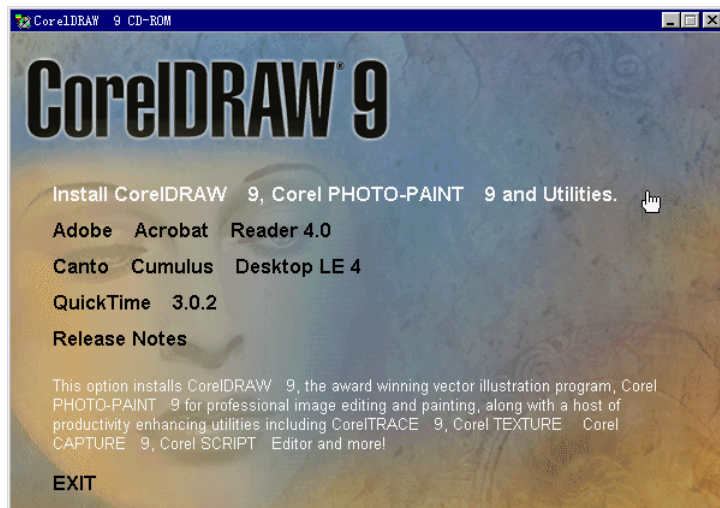 CorelDRAW 9 CD-ROM
CorelDRAW® 9
Install CorelDRAW 9, Corel PHOTO-PAINT 9 and Utilities.
Adobe Acrobat Reader 4.0
Canto Cumulus Desktop LE 4
QuickTime 3.0.2
Release Notes
This option installs CorelDRAW 9, the award winning vector illustration program, Corel
PHOTO-PAINT 9 for professional image editing and painting, along with a host of
productivity enhancing utilities including CorelTRACE 9, Corel TEXTURE Corel
CAPTURE 9, Corel SCRIPT Editor and more!
EXIT